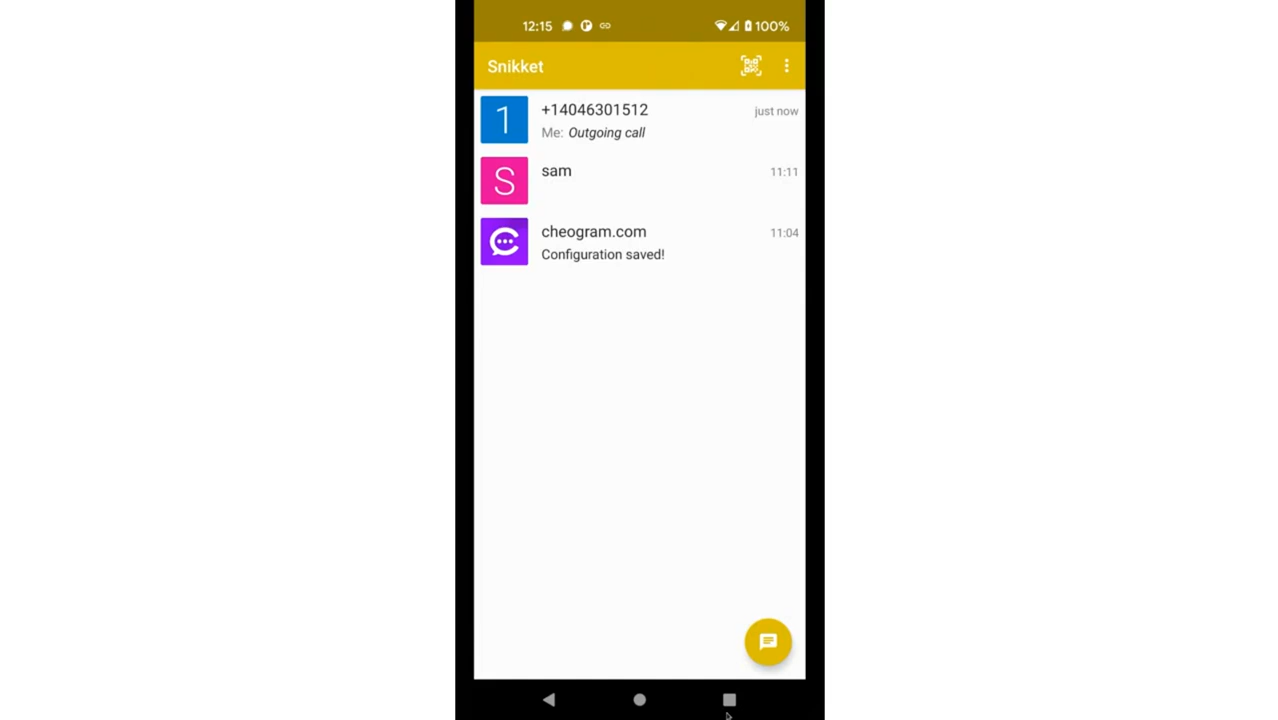 12:15 100%
Snikket
1 +14046301512 just now
Me: Outgoing call
S sam 11:11
cheogram.com 11:04
Configuration saved!